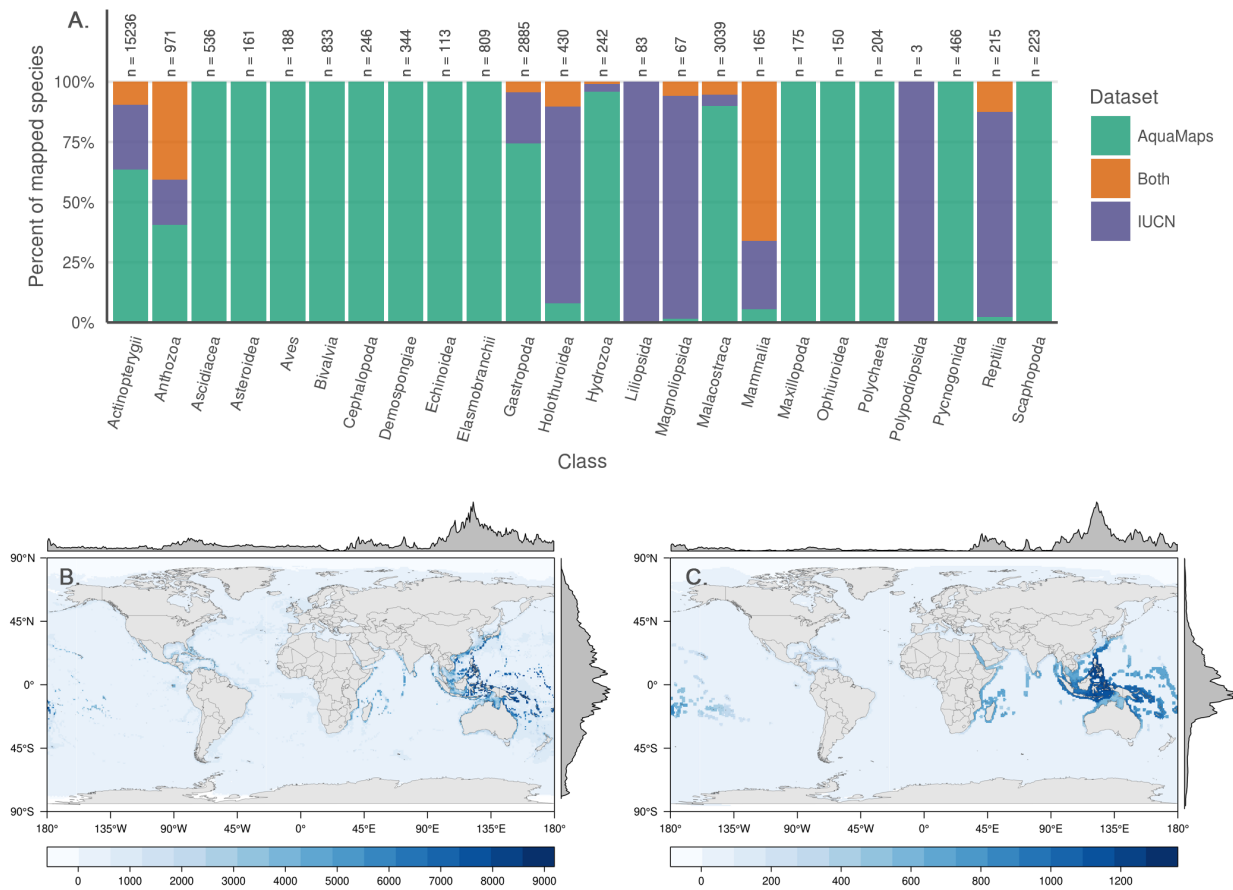 A.
n = 15236
n = 971
n = 536
n = 161
n = 188
n = 833
n = 246
n = 344
n = 113
n = 809
n = 2885
n = 430
n = 242
n = 83
n = 67
n = 3039
n = 165
n = 175
n = 150
n = 204
n = 3
n = 466
n = 215
n = 223
Percent of mapped species
100%
75%
50%
25%
0%
Dataset
AquaMaps
Both
IUCN
Actinopterygii
Anthozoa
Ascidiacea
Asteroidea
Aves
Bivalvia
Cephalopoda
Demospongiae
Echinoidea
Elasmobranchii
Gastropoda
Holothuroidea
Hydrozoa
Liliopsida
Magnoliopsida
Malacostraca
Mammalia
Maxillopoda
Ophiuroidea
Polychaeta
Polypodiopsida
Pycnogonida
Reptilia
Scaphopoda
Class
B.
90°N
45°N
0°
45°S
90°S
180° 135°W 90°W 45°W 0° 45°E 90°E 135°E 180°
0 1000 2000 3000 4000 5000 6000 7000 8000 9000
C.
90°N
45°N
0°
45°S
90°S
180° 135°W 90°W 45°W 0° 45°E 90°E 135°E 180°
0 200 400 600 800 1000 1200